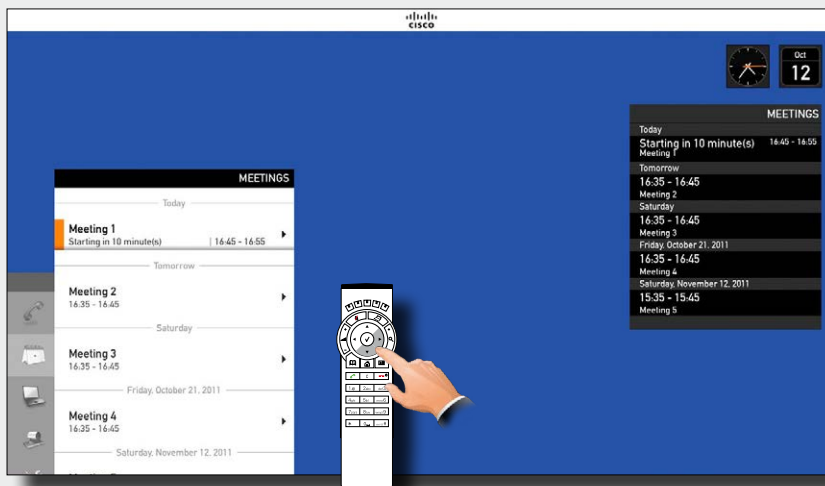 CISCO
Oct
12
MEETINGS
Today
Starting in 10 minute(s) 16:45 - 16:55
Meeting 1
Tomorrow
16:35 - 16:45
Meeting 2
Saturday
16:35 - 16:45
Meeting 3
Friday, October 21, 2011
16:35 - 16:45
Meeting 4
Saturday, November 12, 2011
15:35 - 15:45
Meeting 5
MEETINGS
Today
Meeting 1
Starting in 10 minute(s) | 16:45 - 16:55
Tomorrow
Meeting 2
16:35 - 16:45
Saturday
Meeting 3
16:35 - 16:45
Friday, October 21, 2011
Meeting 4
16:35 - 16:45
Saturday, November 12, 2011